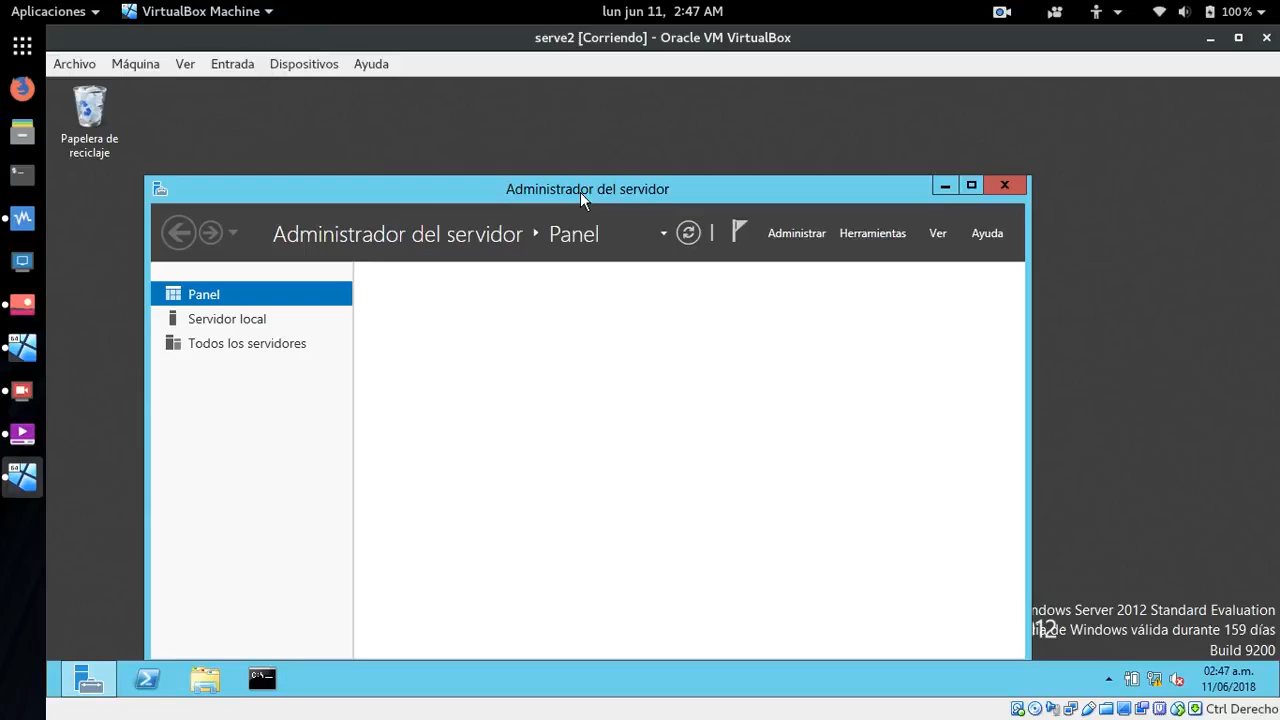 Aplicaciones
VirtualBox Machine
lun jun 11, 2:47 AM
100%
serve2 [Corriendo] - Oracle VM VirtualBox
Archivo Máquina Ver Entrada Dispositivos Ayuda
Papelera de
reciclaje
Administrador del servidor
Administrador del servidor Panel
Administrar Herramientas Ver Ayuda
Panel
Servidor local
Todos los servidores
ndows Server 2012 Standard Evaluation
de Windows válida durante 159 días
Build 9200
02:47 a.m.
11/06/2018
Ctrl Derecho